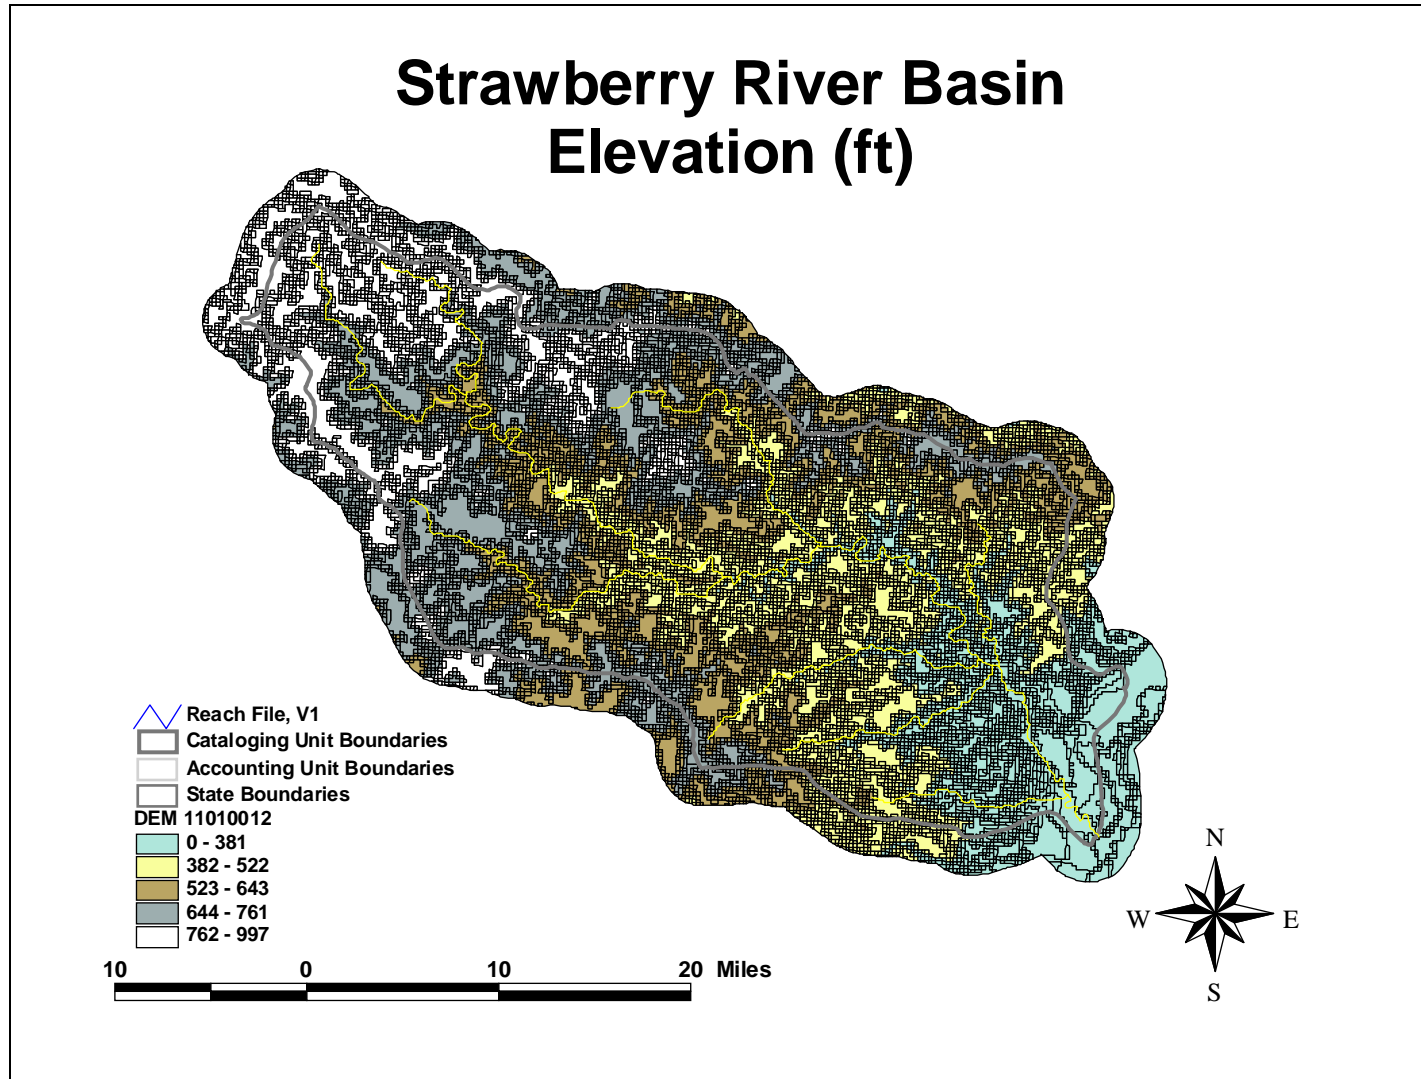 Strawberry River Basin
Elevation (ft)
Reach File, V1
Cataloging Unit Boundaries
Accounting Unit Boundaries
State Boundaries
DEM 11010012
0 - 381
382 - 522
523 - 643
644 - 761
762 - 997
10 0 10 20 Miles
N
W E
S